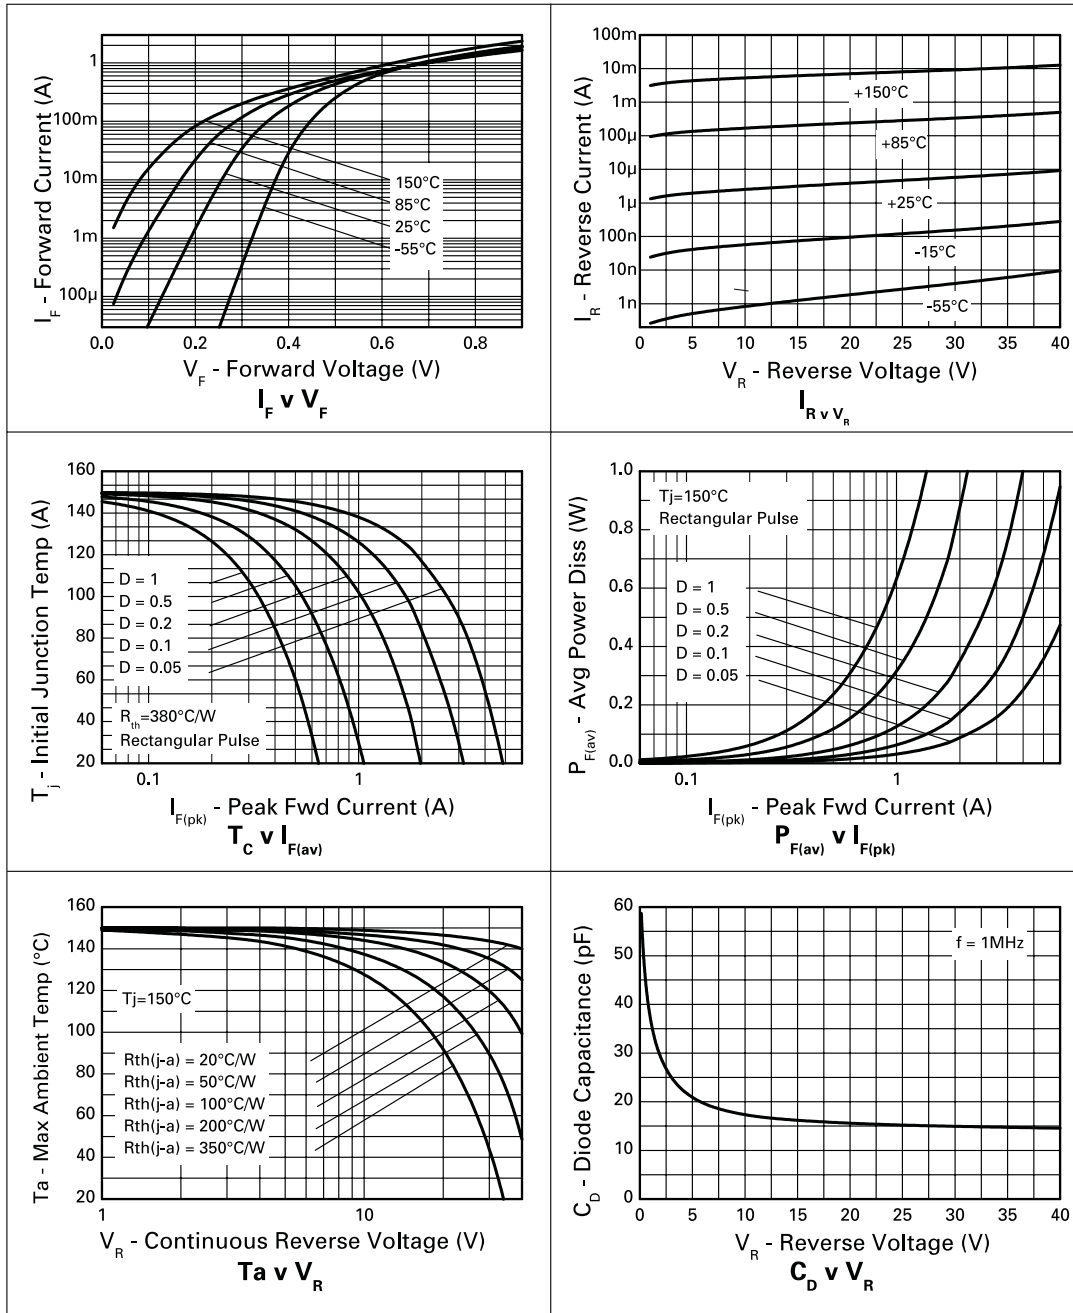 1
100m
10m
1m
100µ
0.0
0.2
0.4
0.6
0.8
I_F - Forward Current (A)
150°C
85°C
25°C
-55°C
V_F - Forward Voltage (V)
I_F v V_F
100m
10m
1m
100µ
10µ
1µ
100n
10n
1n
0
5
10
15
20
25
30
35
40
I_R - Reverse Current (A)
+150°C
+85°C
+25°C
-15°C
-55°C
V_R - Reverse Voltage (V)
I_R v V_R
160
140
120
100
80
60
40
20
0.1
1
T_j - Initial Junction Temp (A)
D = 1
D = 0.5
D = 0.2
D = 0.1
D = 0.05
R_th=380°C/W
Rectangular Pulse
I_F(pk) - Peak Fwd Current (A)
T_C v I_F(av)
1.0
0.8
0.6
0.4
0.2
0.0
0.1
1
P_F(av) - Avg Power Diss (W)
Tj=150°C
Rectangular Pulse
D = 1
D = 0.5
D = 0.2
D = 0.1
D = 0.05
I_F(pk) - Peak Fwd Current (A)
P_F(av) v I_F(pk)
160
140
120
100
80
60
40
20
1
10
Ta - Max Ambient Temp (°C)
Tj=150°C
Rth(j-a) = 20°C/W
Rth(j-a) = 50°C/W
Rth(j-a) = 100°C/W
Rth(j-a) = 200°C/W
Rth(j-a) = 350°C/W
V_R - Continuous Reverse Voltage (V)
Ta v V_R
60
50
40
30
20
10
0
0
5
10
15
20
25
30
35
40
C_D - Diode Capacitance (pF)
f = 1MHz
V_R - Reverse Voltage (V)
C_D v V_R